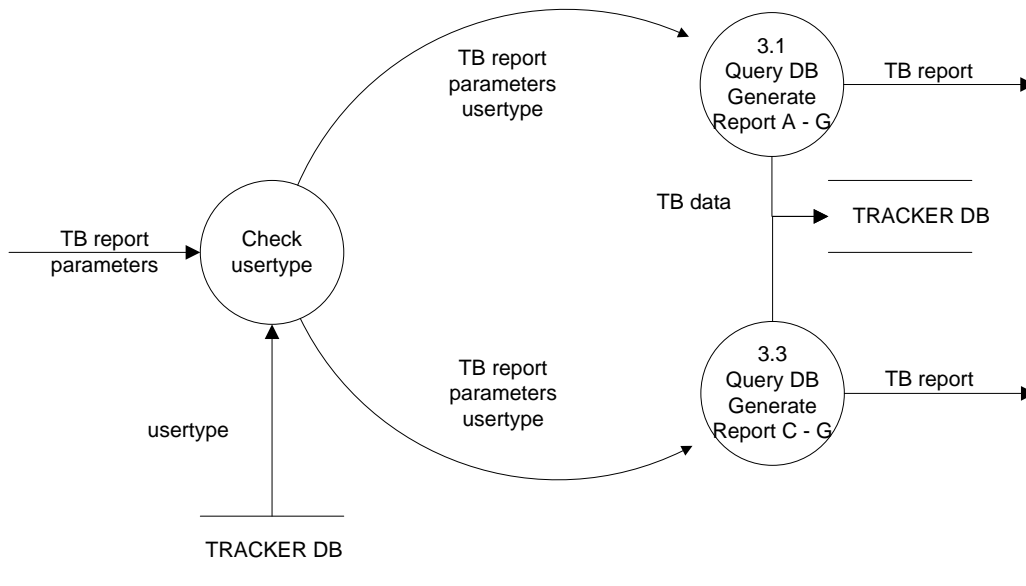 TB report
parameters
Check
usertype
usertype
TRACKER DB
TB report
parameters
usertype
TB report
parameters
usertype
3.1
Query DB
Generate
Report A - G
TB report
TB data
TRACKER DB
3.3
Query DB
Generate
Report C - G
TB report